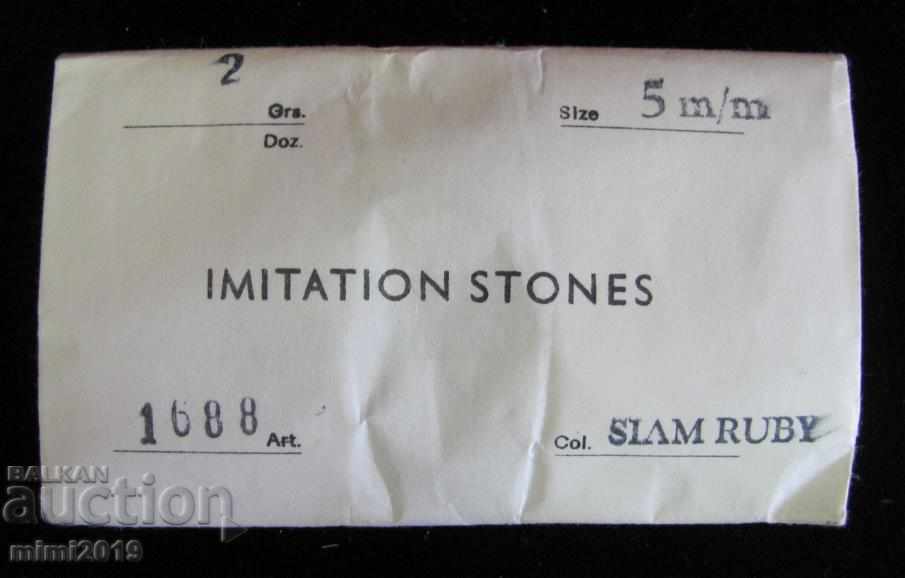 2 Grs.
Doz.
Size 5 m/m
IMITATION STONES
1688 Art.
Col. SIAM RUBY
BALKAN
auction
mimi2019